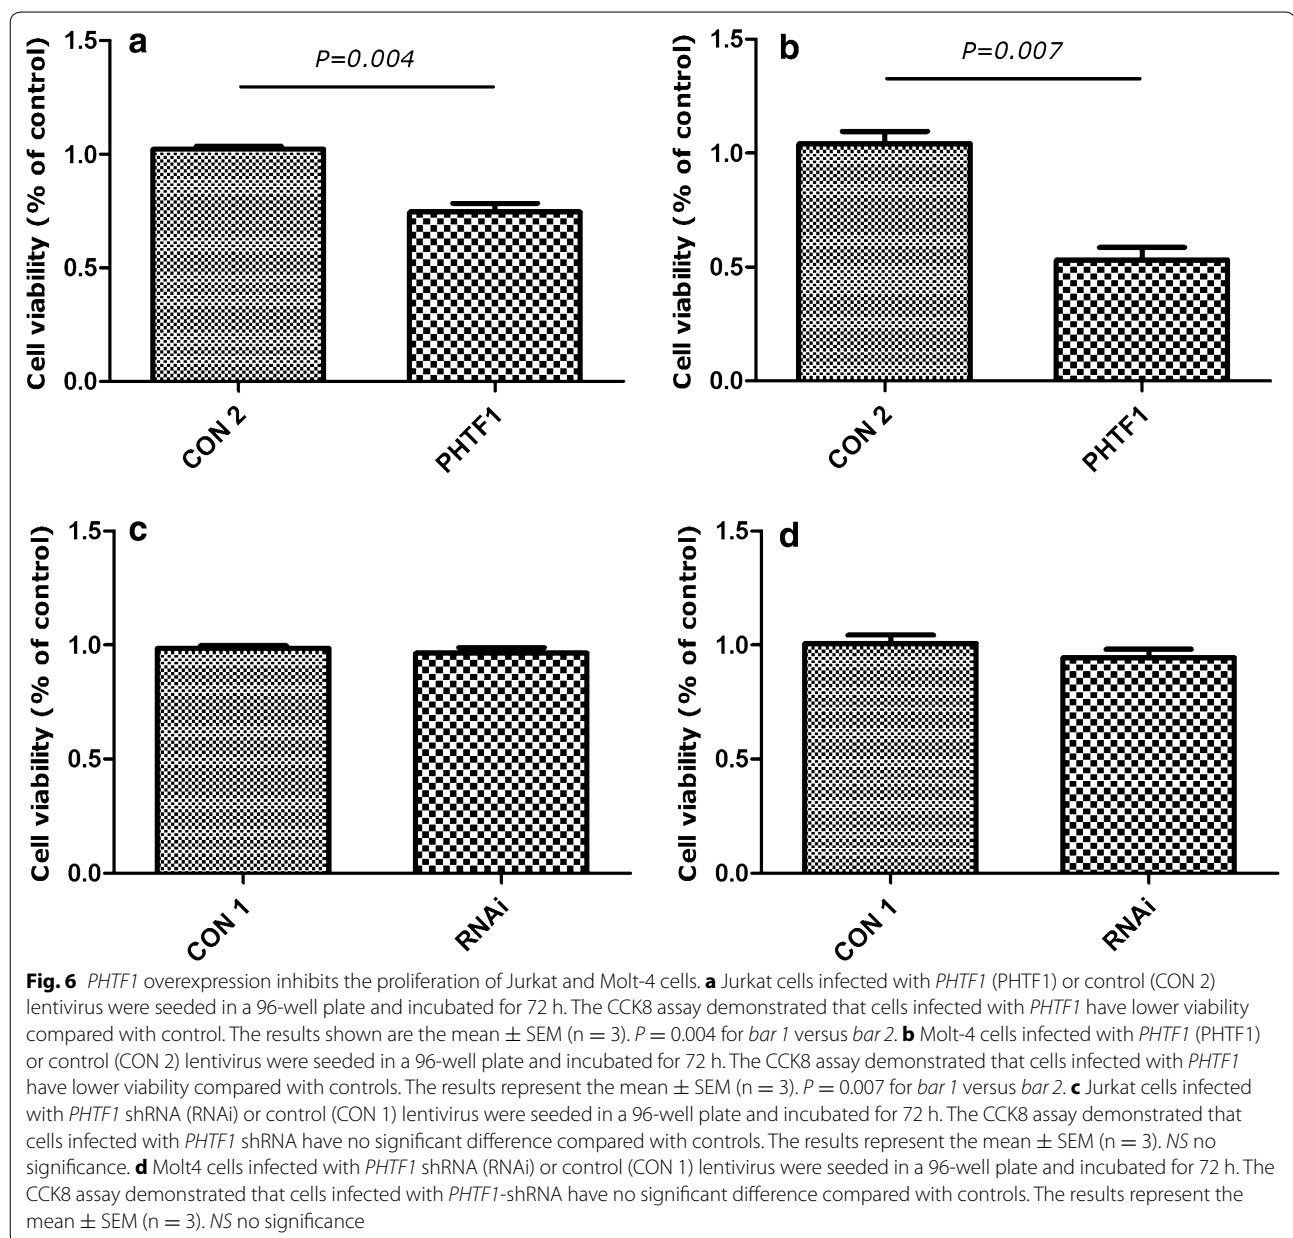 a
P=0.004
Cell viability (% of control)
1.5
1.0
0.5
0.0
CON 2
PHTF1
b
P=0.007
Cell viability (% of control)
1.5
1.0
0.5
0.0
CON 2
PHTF1
c
Cell viability (% of control)
1.5
1.0
0.5
0.0
CON 1
RNAi
d
Cell viability (% of control)
1.5
1.0
0.5
0.0
CON 1
RNAi
Fig. 6 PHTF1 overexpression inhibits the proliferation of Jurkat and Molt-4 cells. a Jurkat cells infected with PHTF1 (PHTF1) or control (CON 2)
lentivirus were seeded in a 96-well plate and incubated for 72 h. The CCK8 assay demonstrated that cells infected with PHTF1 have lower viability
compared with control. The results shown are the mean ± SEM (n = 3). P = 0.004 for bar 1 versus bar 2. b Molt-4 cells infected with PHTF1 (PHTF1)
or control (CON 2) lentivirus were seeded in a 96-well plate and incubated for 72 h. The CCK8 assay demonstrated that cells infected with PHTF1
have lower viability compared with controls. The results represent the mean ± SEM (n = 3). P = 0.007 for bar 1 versus bar 2. c Jurkat cells infected
with PHTF1 shRNA (RNAi) or control (CON 1) lentivirus were seeded in a 96-well plate and incubated for 72 h. The CCK8 assay demonstrated that
cells infected with PHTF1 shRNA have no significant difference compared with controls. The results represent the mean ± SEM (n = 3). NS no
significance. d Molt4 cells infected with PHTF1 shRNA (RNAi) or control (CON 1) lentivirus were seeded in a 96-well plate and incubated for 72 h. The
CCK8 assay demonstrated that cells infected with PHTF1-shRNA have no significant difference compared with controls. The results represent the
mean ± SEM (n = 3). NS no significance